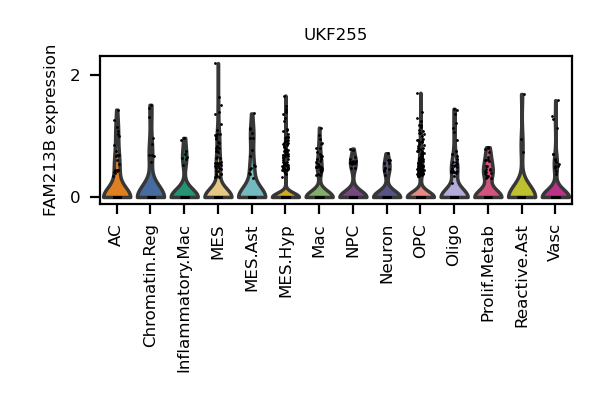 UKF255
FAM213B expression
2
0
AC
Chromatin.Reg
Inflammatory.Mac
MES
MES.Ast
MES.Hyp
Mac
NPC
Neuron
OPC
Oligo
Prolif.Metab
Reactive.Ast
Vasc